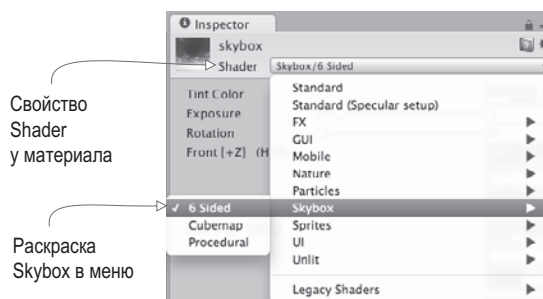 Inspector
skybox
Shader
Skybox/6 Sided
Свойство
Shader
у материала
Tint Color
Exposure
Rotation
Front [+Z] (H
Standard
Standard (Specular setup)
FX
GUI
Mobile
Nature
Particles
Skybox
Sprites
UI
Unlit
Legacy Shaders
✓ 6 Sided
Cubemap
Procedural
Раскраска
Skybox в меню